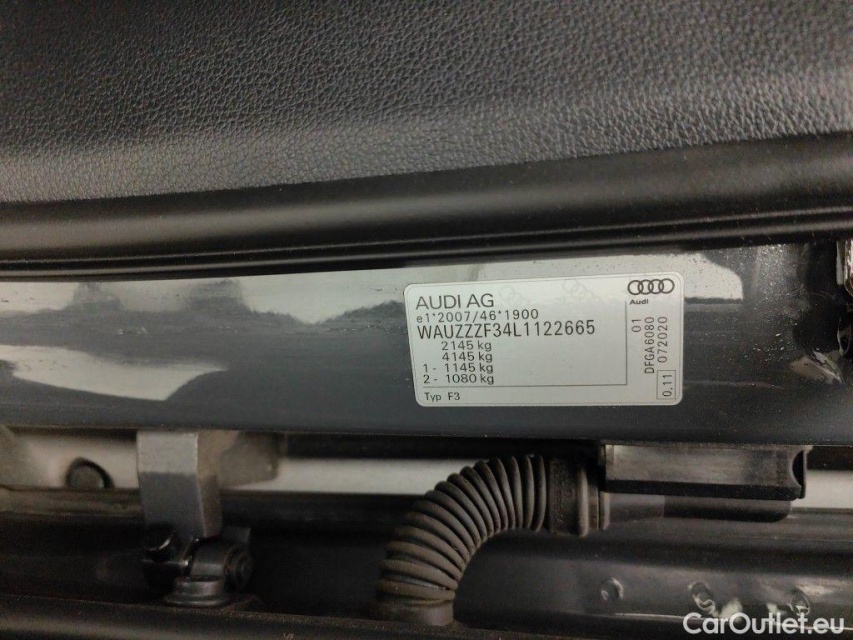 AUDI AG
Audi
e1*2007/46*1900
WAUZZZF34L1122665
2145 kg
4145 kg
1 - 1145 kg
2 - 1080 kg
Typ F3
01
DFGA6080
072020
0.11
CarOutlet.eu